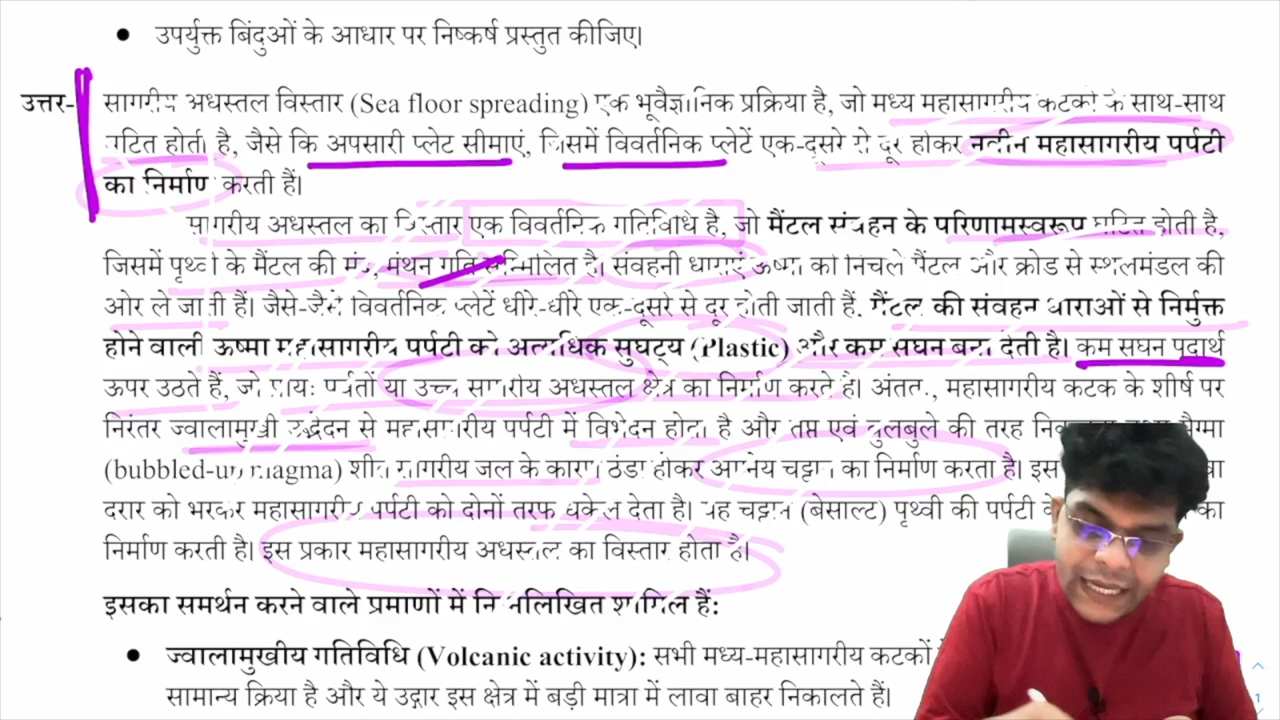 ● उपर्युक्त बिंदुओं के आधार पर निष्कर्ष प्रस्तुत कीजिए।
उत्तर- सागरीय अधस्तल विस्तार (Sea floor spreading) एक भूवैज्ञानिक प्रक्रिया है, जो मध्य महासागरीय कटकों के साथ-साथ
घटित होती है, जैसे कि अपसारी प्लेट सीमाएं, जिसमें विवर्तनिक प्लेटें एक-दूसरे से दूर होकर नवीन महासागरीय पर्पटी
का निर्माण करती हैं।
सागरीय अधस्तल का विस्तार एक विवर्तनिक गतिविधि है, जो मैंटल संवहन के परिणामस्वरूप घटित होती है,
जिसमें पृथ्वी के मैंटल की मंद, मंथन गति सम्मिलित है। संवहनी धाराएं ऊष्मा को निचले मैंटल और क्रोड से स्थलमंडल की
ओर ले जाती हैं। जैसे-जैसे विवर्तनिक प्लेटें धीरे-धीरे एक-दूसरे से दूर होती जाती हैं. मैंटल की संवहन धाराओं से निर्मुक्त
होने वाली ऊष्मा महासागरीय पर्पटी को अत्यधिक सुघट्य (Plastic) और कम सघन बना देती है। कम सघन पदार्थ
ऊपर उठते हैं, जो प्रायः पर्वतों या उच्च सागरीय अधस्तल क्षेत्र का निर्माण करते है। अंततः, महासागरीय कटक के शीर्ष पर
निरंतर ज्वालामुखी उद्भेदन से महासागरीय पर्पटी में विभेदन होता है और तप्त एवं बुलबुले की तरह मैग्मा
(bubbled-up magma) शीत सागरीय जल के कारण ठंडा होकर आग्नेय चट्टान का निर्माण करता है। इस
दरार को भरकर महासागरीय पर्पटी को दोनों तरफ धकेल देता है। यह चट्टान (बेसाल्ट) पृथ्वी की पर्पटी के का
निर्माण करती है। इस प्रकार महासागरीय अधस्तल का विस्तार होता है।
इसका समर्थन करने वाले प्रमाणों में निम्नलिखित शामिल हैं:
● ज्वालामुखीय गतिविधि (Volcanic activity): सभी मध्य-महासागरीय कटकों
सामान्य क्रिया है और ये उद्गार इस क्षेत्र में बड़ी मात्रा में लावा बाहर निकालते हैं।
1